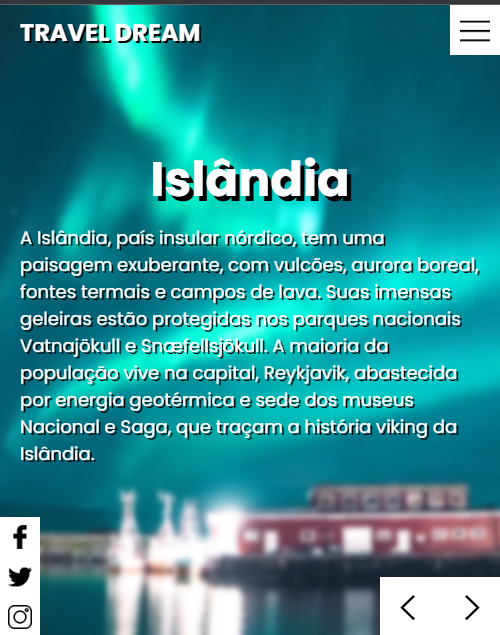 TRAVEL DREAM
Islândia
A Islândia, país insular nórdico, tem uma
paisagem exuberante, com vulcões, aurora boreal,
fontes termais e campos de lava. Suas imensas
geleiras estão protegidas nos parques nacionais
Vatnajökull e Snæfellsjökull. A maioria da
população vive na capital, Reykjavik, abastecida
por energia geotérmica e sede dos museus
Nacional e Saga, que traçam a história viking da
Islândia.